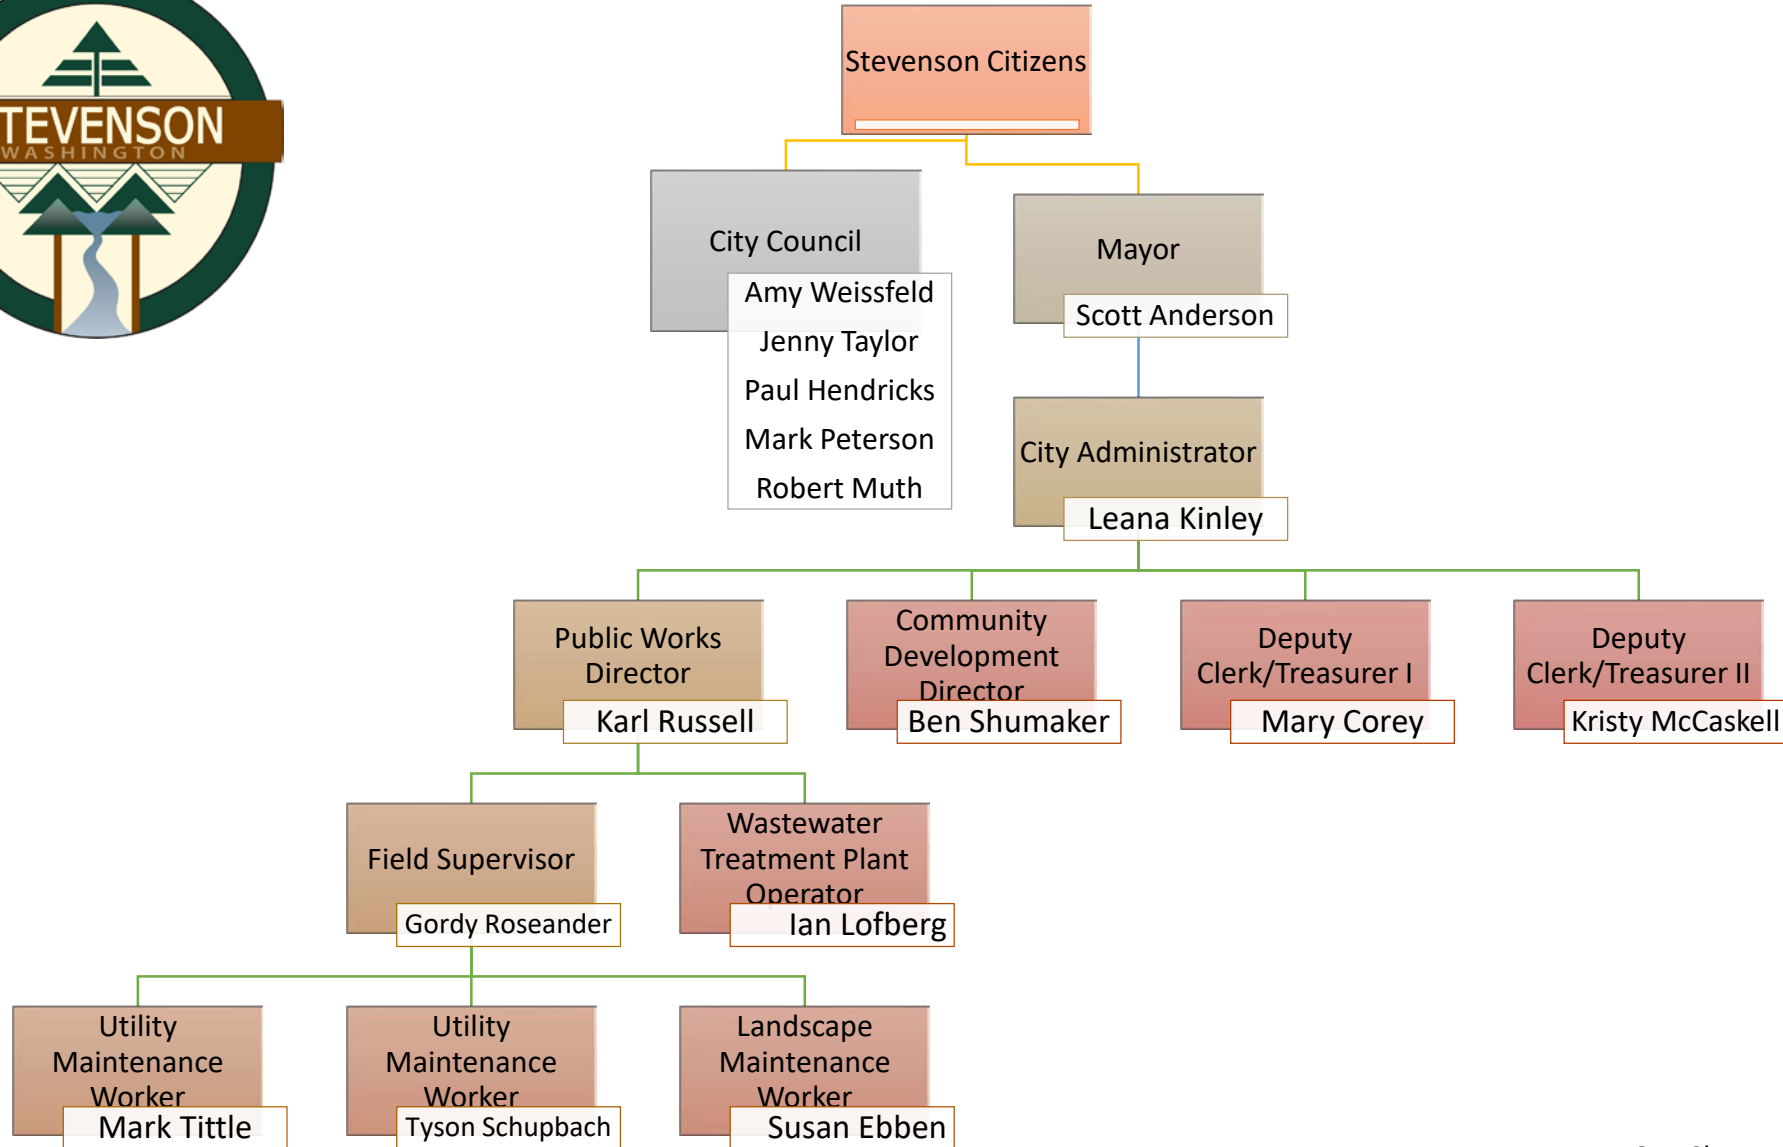 TEVENSON
WASHINGTON
Stevenson Citizens
City Council
Amy Weissfeld
Jenny Taylor
Paul Hendricks
Mark Peterson
Robert Muth
Mayor
Scott Anderson
City Administrator
Leana Kinley
Public Works
Director
Karl Russell
Community
Development
Director
Ben Shumaker
Deputy
Clerk/Treasurer I
Mary Corey
Deputy
Clerk/Treasurer II
Kristy McCaskell
Field Supervisor
Gordy Roseander
Wastewater
Treatment Plant
Operator
Ian Lofberg
Utility
Maintenance
Worker
Mark Tittle
Utility
Maintenance
Worker
Tyson Schupbach
Landscape
Maintenance
Worker
Susan Ebben